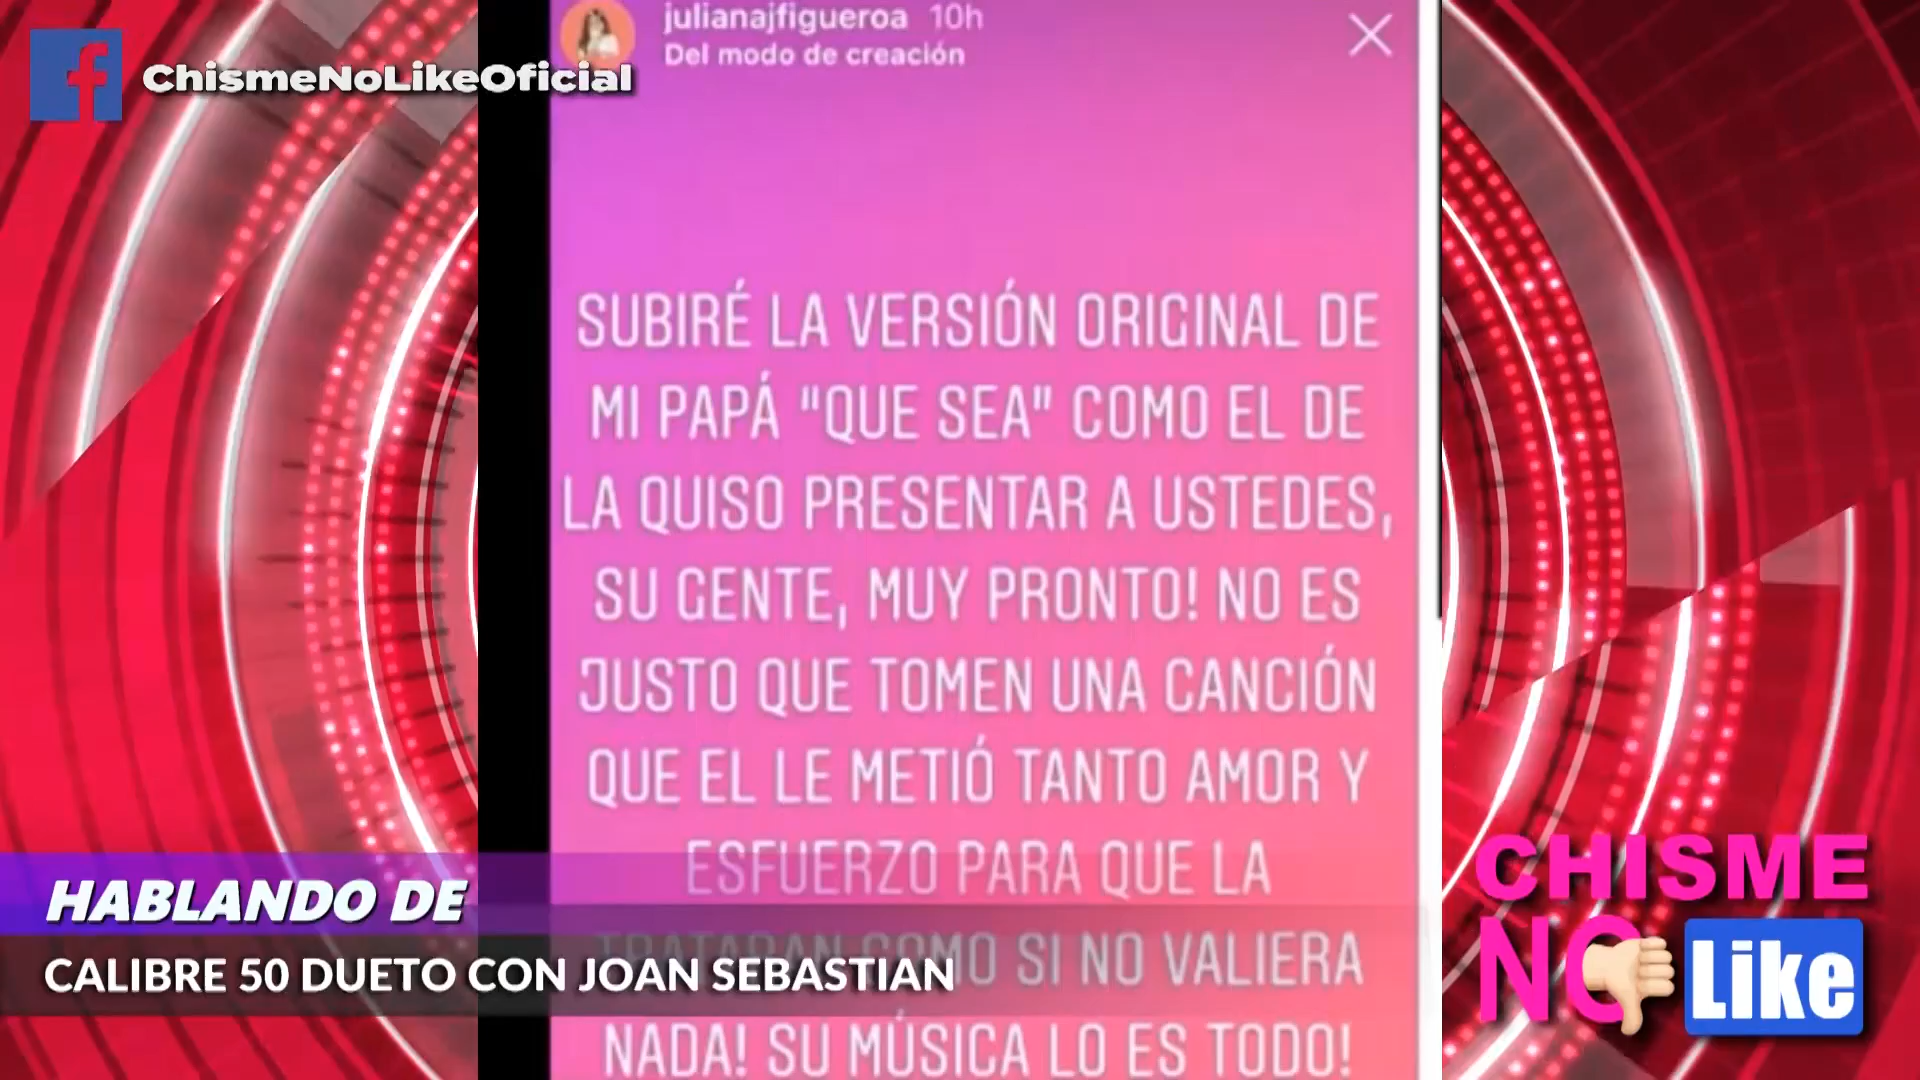 ChismeNoLikeOficial
julianajfigueroa 10h
Del modo de creación
SUBIRÉ LA VERSIÓN ORIGINAL DE
MI PAPÁ "QUE SEA" COMO EL DE
LA QUISO PRESENTAR A USTEDES,
SU GENTE, MUY PRONTO! NO ES
JUSTO QUE TOMEN UNA CANCIÓN
QUE EL LE METIÓ TANTO AMOR Y
ESFUERZO PARA QUE LA
TRATARAN COMO SI NO VALIERA
NADA! SU MÚSICA LO ES TODO!
HABLANDO DE
CALIBRE 50 DUETO CON JOAN SEBASTIAN
CHISME
NO Like